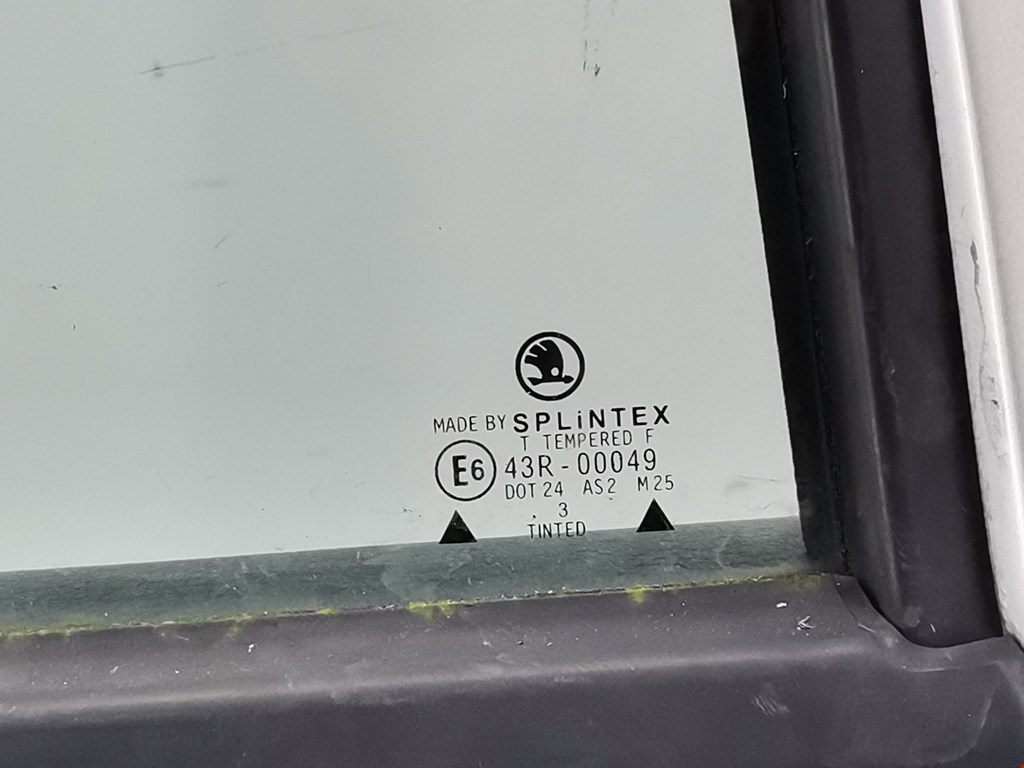 MADE BY SPLiNTEX
T TEMPERED F
E6 43R-00049
DOT 24 AS2 M25
. 3
TINTED